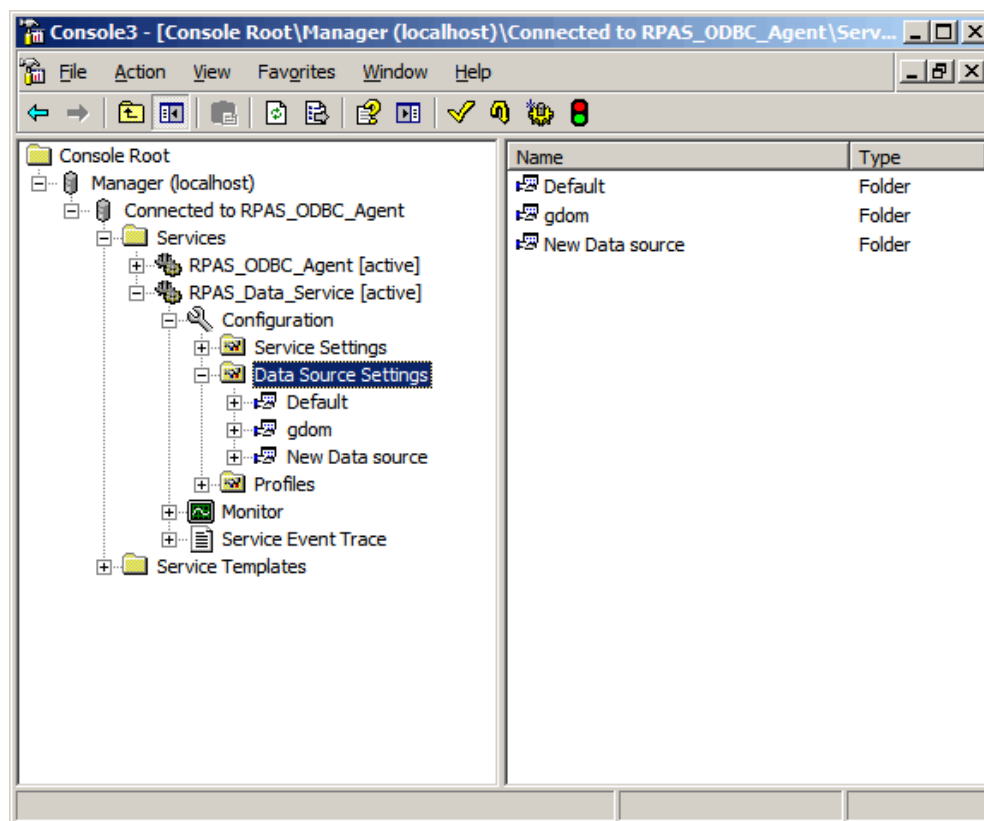 Console3 - [Console Root\Manager (localhost)\Connected to RPAS_ODBC_Agent\Serv...
File Action View Favorites Window Help
Console Root
Manager (localhost)
Connected to RPAS_ODBC_Agent
Services
RPAS_ODBC_Agent [active]
RPAS_Data_Service [active]
Configuration
Service Settings
Data Source Settings
Default
gdom
New Data source
Profiles
Monitor
Service Event Trace
Service Templates
Name Type
Default Folder
gdom Folder
New Data source Folder